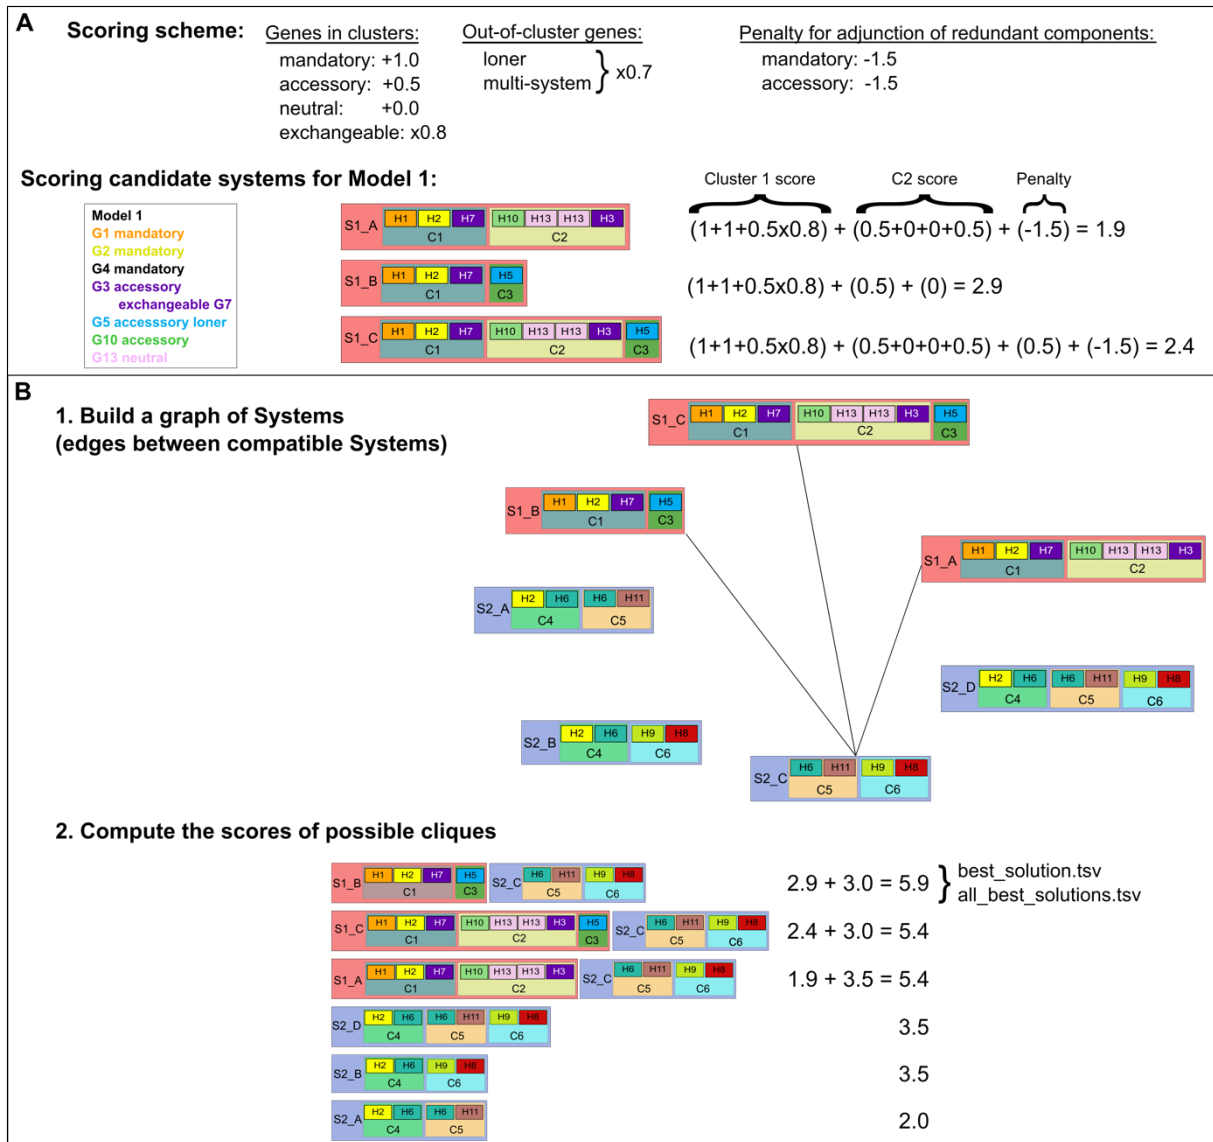 A
Scoring scheme:
Genes in clusters:
mandatory: +1.0
accessory: +0.5
neutral: +0.0
exchangeable: x0.8
Out-of-cluster genes:
loner
multi-system
} x0.7
Penalty for adjunction of redundant components:
mandatory: -1.5
accessory: -1.5
Scoring candidate systems for Model 1:
Cluster 1 score C2 score Penalty
Model 1
G1 mandatory
G2 mandatory
G4 mandatory
G3 accessory
exchangeable G7
G5 accesssory loner
G10 accessory
G13 neutral
S1_A H1 H2 H7 H10 H13 H13 H3
C1 C2
(1+1+0.5x0.8) + (0.5+0+0+0.5) + (-1.5) = 1.9
S1_B H1 H2 H7 H5
C1 C3
(1+1+0.5x0.8) + (0.5) + (0) = 2.9
S1_C H1 H2 H7 H10 H13 H13 H3 H5
C1 C2 C3
(1+1+0.5x0.8) + (0.5+0+0+0.5) + (0.5) + (-1.5) = 2.4
B
1. Build a graph of Systems
(edges between compatible Systems)
S1_C H1 H2 H7 H10 H13 H13 H3 H5
C1 C2 C3
S1_B H1 H2 H7 H5
C1 C3
S1_A H1 H2 H7 H10 H13 H13 H3
C1 C2
S2_A H2 H6 H6 H11
C4 C5
S2_D H2 H6 H6 H11 H9 H8
C4 C5 C6
S2_B H2 H6 H9 H8
C4 C6
S2_C H6 H11 H9 H8
C5 C6
2. Compute the scores of possible cliques
S1_B H1 H2 H7 H5 S2_C H6 H11 H9 H8
C1 C3 C5 C6
2.9 + 3.0 = 5.9
} best_solution.tsv
all_best_solutions.tsv
S1_C H1 H2 H7 H10 H13 H13 H3 H5 S2_C H6 H11 H9 H8
C1 C2 C3 C5 C6
2.4 + 3.0 = 5.4
S1_A H1 H2 H7 H10 H13 H13 H3 S2_C H6 H11 H9 H8
C1 C2 C5 C6
1.9 + 3.5 = 5.4
S2_D H2 H6 H6 H11 H9 H8
C4 C5 C6
3.5
S2_B H2 H6 H9 H8
C4 C6
3.5
S2_A H2 H6 H6 H11
C4 C5
2.0